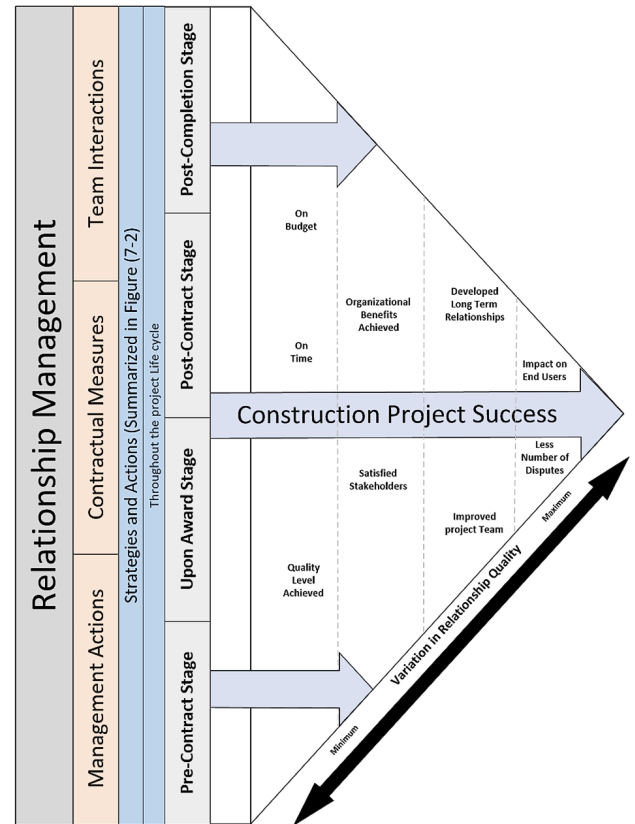 Relationship Management
Team Interactions
Contractual Measures
Management Actions
Strategies and Actions (Summarized in Figure (7-2)
Throughout the project Life cycle
Post-Completion Stage
Post-Contract Stage
Upon Award Stage
Pre-Contract Stage
On
Budget
On
Time
Organizational
Benefits
Achieved
Developed
Long Term
Relationships
Impact on
End Users
Construction Project Success
Less
Number of
Disputes
Satisfied
Stakeholders
Improved
project Team
Quality
Level
Achieved
Maximum
Variation in Relationship Quality
Minimum